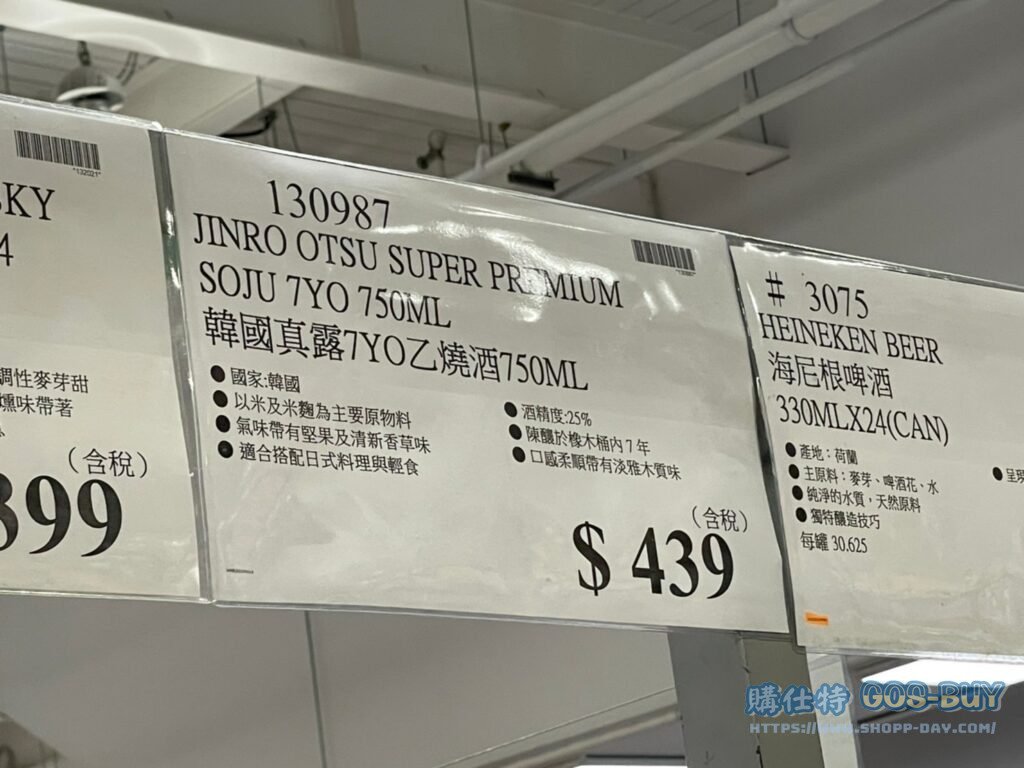 *132021*
SKY
4
調性麥芽甜
燻味帶著
(含稅)
399
130987
JINRO OTSU SUPER PREMIUM
SOJU 7YO 750ML
韓國真露7YO乙燒酒750ML
●國家:韓國
●以米及米麴為主要原物料
●氣味帶有堅果及清新香草味
●適合搭配日式料理與輕食
●酒精度:25%
●陳釀於橡木桶內7年
●口感柔順帶有淡雅木質味
(含稅)
$ 439
# 3075
HEINEKEN BEER
海尼根啤酒
330MLX24(CAN)
●產地：荷蘭
●主原料：麥芽、啤酒花、水
●純淨的水質，天然原料
●獨特釀造技巧
每罐 30.625
●呈現
購仕特 GOS-BUY
HTTPS://WWW.SHOPP-DAY.COM/